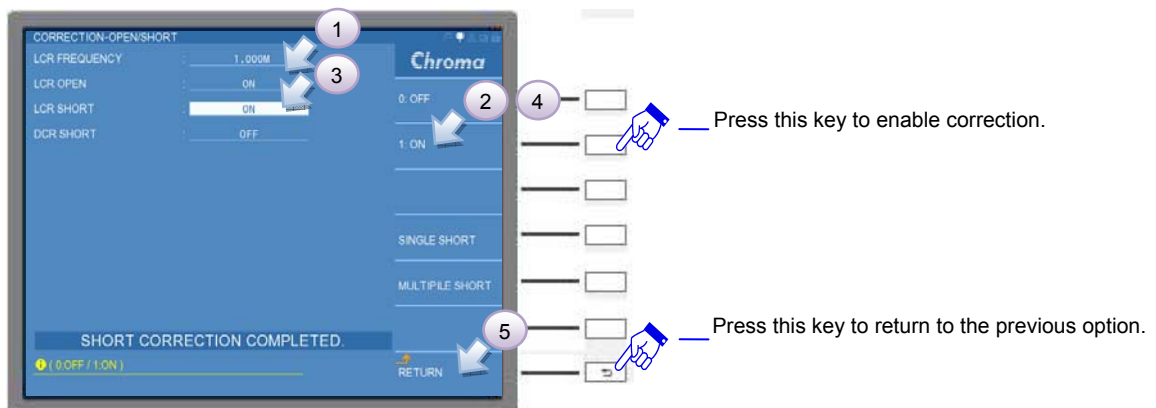 CORRECTION-OPEN/SHORT
1
LCR FREQUENCY : 1.000M
Chroma
LCR OPEN : ON
3
0: OFF
2 4
LCR SHORT : ON
Press this key to enable correction.
DCR SHORT : OFF
1: ON
SINGLE SHORT
MULTIPILE SHORT
5
Press this key to return to the previous option.
SHORT CORRECTION COMPLETED.
( 0:OFF / 1:ON )
RETURN